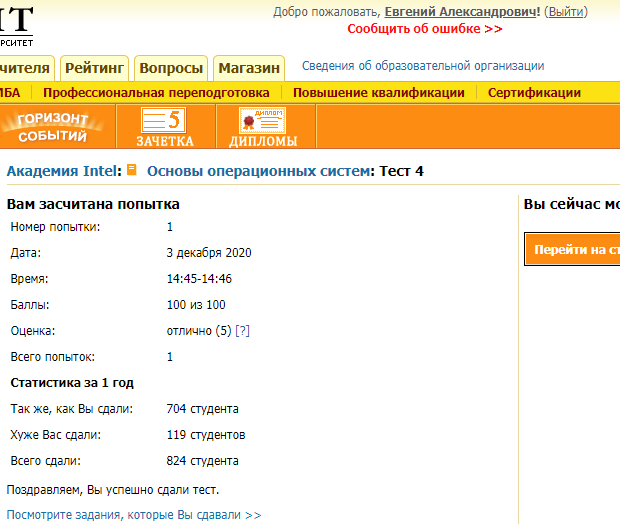 Добро пожаловать, Евгений Александрович! (Выйти)
Сообщить об ошибке >>
чителя Рейтинг Вопросы Магазин Сведения об образовательной организации
МБА Профессиональная переподготовка Повышение квалификации Сертификации
ГОРИЗОНТ СОБЫТИЙ
5 ЗАЧЕТКА
ДИПЛОМ ДИПЛОМЫ
Академия Intel: Основы операционных систем: Тест 4
Вам засчитана попытка
Номер попытки: 1
Дата: 3 декабря 2020
Время: 14:45-14:46
Баллы: 100 из 100
Оценка: отлично (5) [?]
Всего попыток: 1
Статистика за 1 год
Так же, как Вы сдали: 704 студента
Хуже Вас сдали: 119 студентов
Всего сдали: 824 студента
Поздравляем, Вы успешно сдали тест.
Посмотрите задания, которые Вы сдавали >>
Вы сейчас мо
Перейти на ст